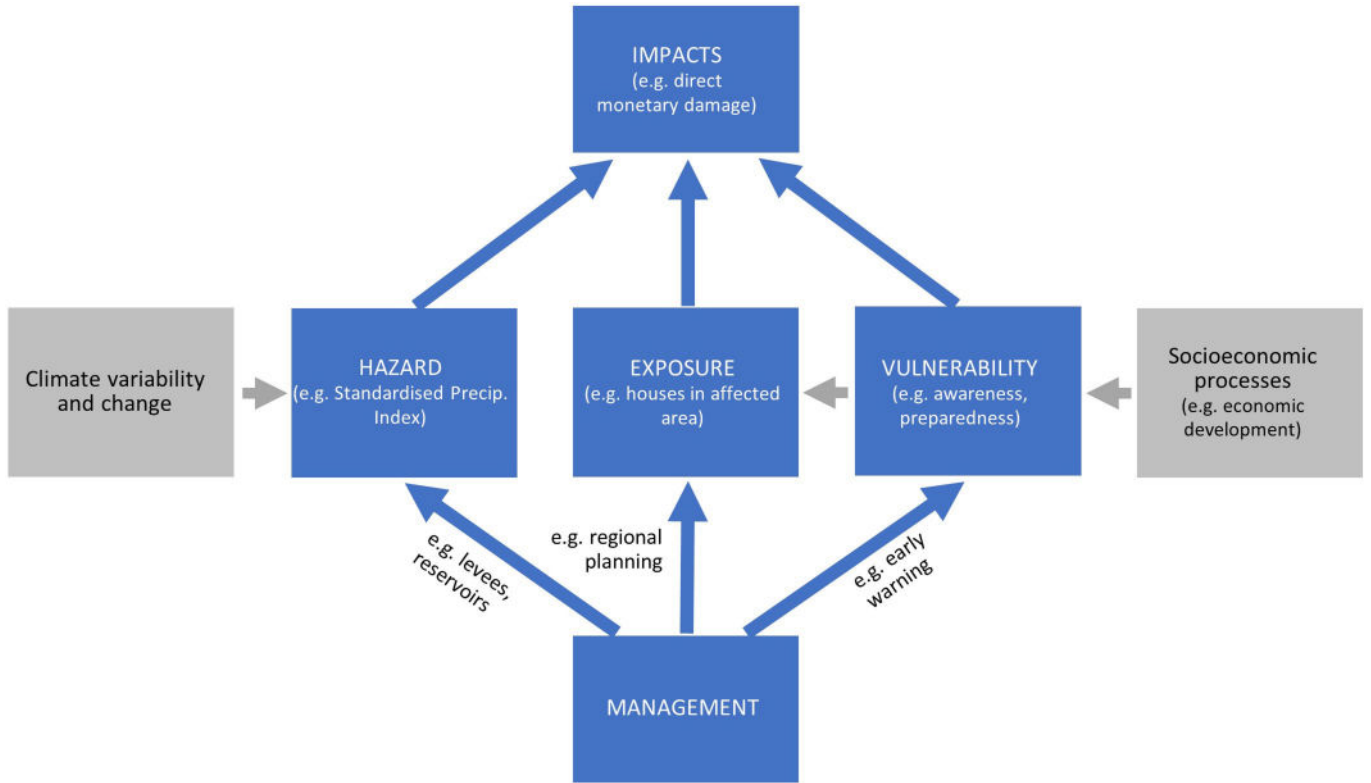 IMPACTS
(e.g. direct
monetary damage)
Climate variability
and change
HAZARD
(e.g. Standardised Precip.
Index)
EXPOSURE
(e.g. houses in affected
area)
VULNERABILITY
(e.g. awareness,
preparedness)
Socioeconomic
processes
(e.g. economic
development)
e.g. levees,
reservoirs
e.g. regional
planning
e.g. early
warning
MANAGEMENT